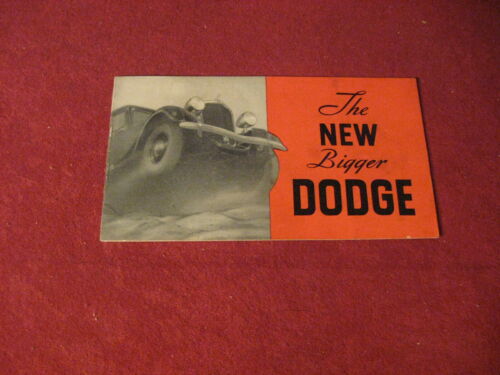 The
NEW
Bigger
DODGE